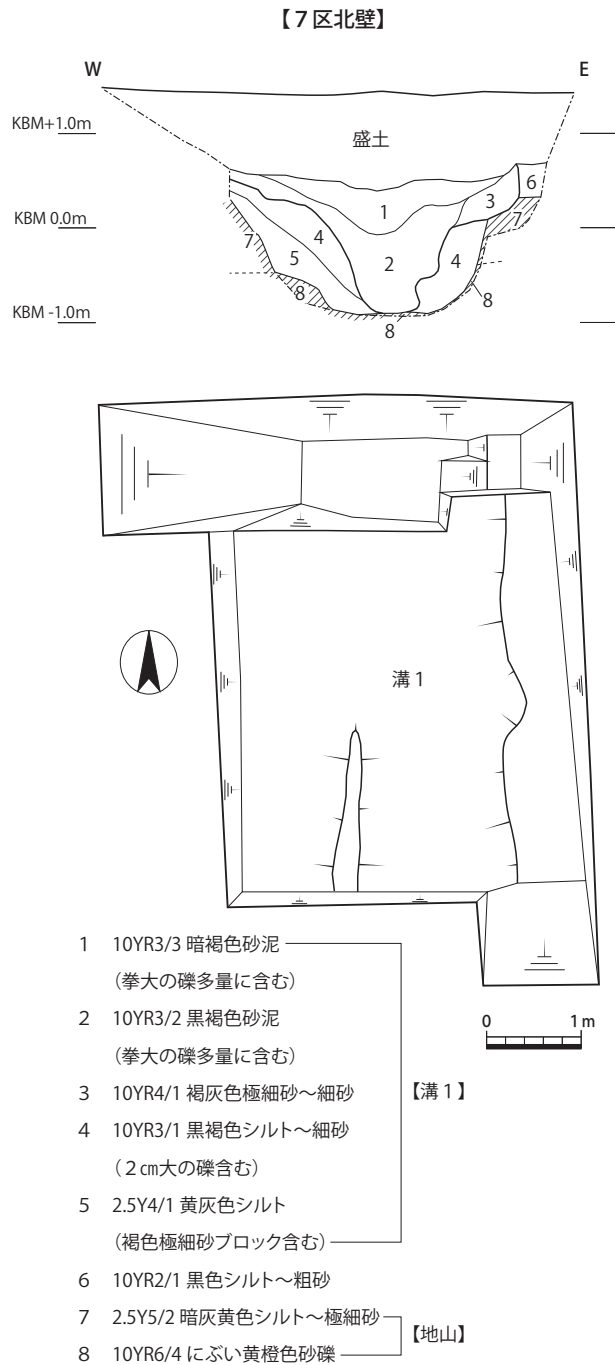 【７区北壁】
W
E
KBM+1.0m
盛土
6
3
1
KBM 0.0m
7
7
4
2
4
5
8
8
KBM -1.0m
8
溝 1
1 10YR3/3 暗褐色砂泥
(拳大の礫多量に含む)
2 10YR3/2 黒褐色砂泥
(拳大の礫多量に含む)
0 1 m
3 10YR4/1 褐灰色極細砂～細砂
【溝 1】
4 10YR3/1 黒褐色シルト～細砂
(２㎝大の礫含む)
5 2.5Y4/1 黄灰色シルト
(褐色極細砂ブロック含む)
6 10YR2/1 黒色シルト～粗砂
7 2.5Y5/2 暗灰黄色シルト～極細砂
【地山】
8 10YR6/4 にぶい黄橙色砂礫